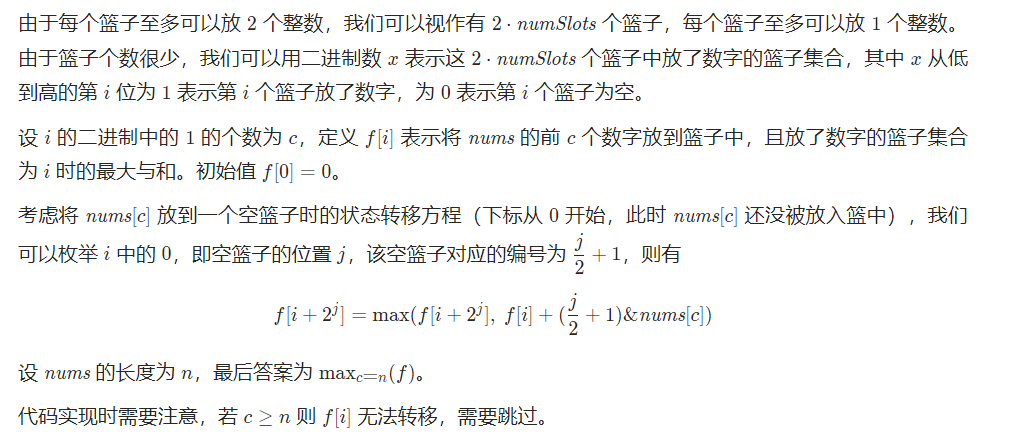 由于每个篮子至多可以放 2 个整数，我们可以视作有 2 · numSlots 个篮子，每个篮子至多可以放 1 个整数。
由于篮子个数很少，我们可以用二进制数 x 表示这 2 · numSlots 个篮子中放了数字的篮子集合，其中 x 从低
到高的第 i 位为 1 表示第 i 个篮子放了数字，为 0 表示第 i 个篮子为空。
设 i 的二进制中的 1 的个数为 c，定义 f[i] 表示将 nums 的前 c 个数字放到篮子中，且放了数字的篮子集合
为 i 时的最大与和。初始值 f[0] = 0。
考虑将 nums[c] 放到一个空篮子时的状态转移方程（下标从 0 开始，此时 nums[c] 还没被放入篮中），我们
可以枚举 i 中的 0，即空篮子的位置 j，该空篮子对应的编号为 \frac{j}{2} + 1，则有
f[i + 2^j] = max(f[i + 2^j], f[i] + (\frac{j}{2} + 1)&nums[c])
设 nums 的长度为 n，最后答案为 max_{c=n}(f)。
代码实现时需要注意，若 c ≥ n 则 f[i] 无法转移，需要跳过。